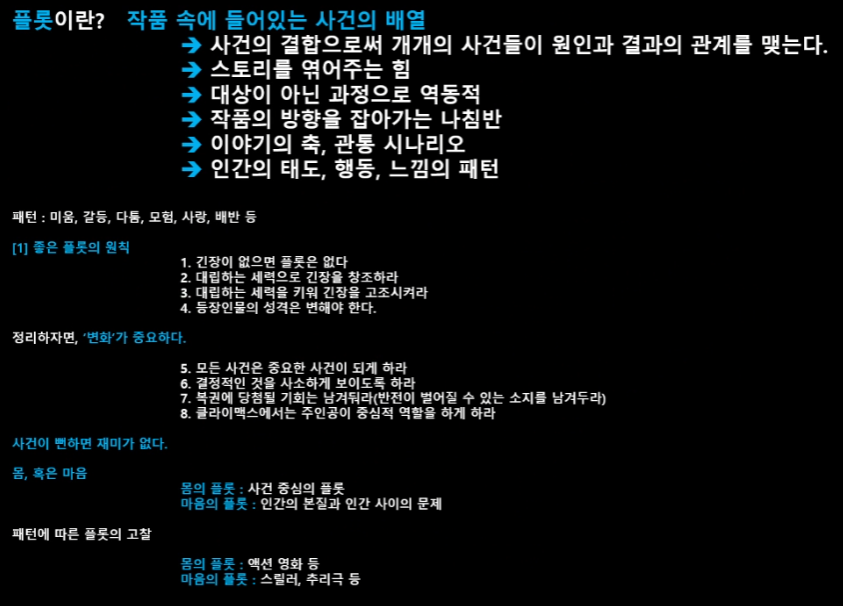 플롯이란? 작품 속에 들어있는 사건의 배열
➔ 사건의 결합으로써 개개의 사건들이 원인과 결과의 관계를 맺는다.
➔ 스토리를 엮어주는 힘
➔ 대상이 아닌 과정으로 역동적
➔ 작품의 방향을 잡아가는 나침반
➔ 이야기의 축, 관통 시나리오
➔ 인간의 태도, 행동, 느낌의 패턴
패턴 : 미움, 갈등, 다툼, 모험, 사랑, 배반 등
[1] 좋은 플롯의 원칙
1. 긴장이 없으면 플롯은 없다
2. 대립하는 세력으로 긴장을 창조하라
3. 대립하는 세력을 키워 긴장을 고조시켜라
4. 등장인물의 성격은 변해야 한다.
정리하자면, ‘변화’가 중요하다.
5. 모든 사건은 중요한 사건이 되게 하라
6. 결정적인 것을 사소하게 보이도록 하라
7. 복권에 당첨될 기회는 남겨둬라(반전이 벌어질 수 있는 소지를 남겨두라)
8. 클라이맥스에서는 주인공이 중심적 역할을 하게 하라
사건이 뻔하면 재미가 없다.
몸, 혹은 마음
몸의 플롯 : 사건 중심의 플롯
마음의 플롯 : 인간의 본질과 인간 사이의 문제
패턴에 따른 플롯의 고찰
몸의 플롯 : 액션 영화 등
마음의 플롯 : 스릴러, 추리극 등